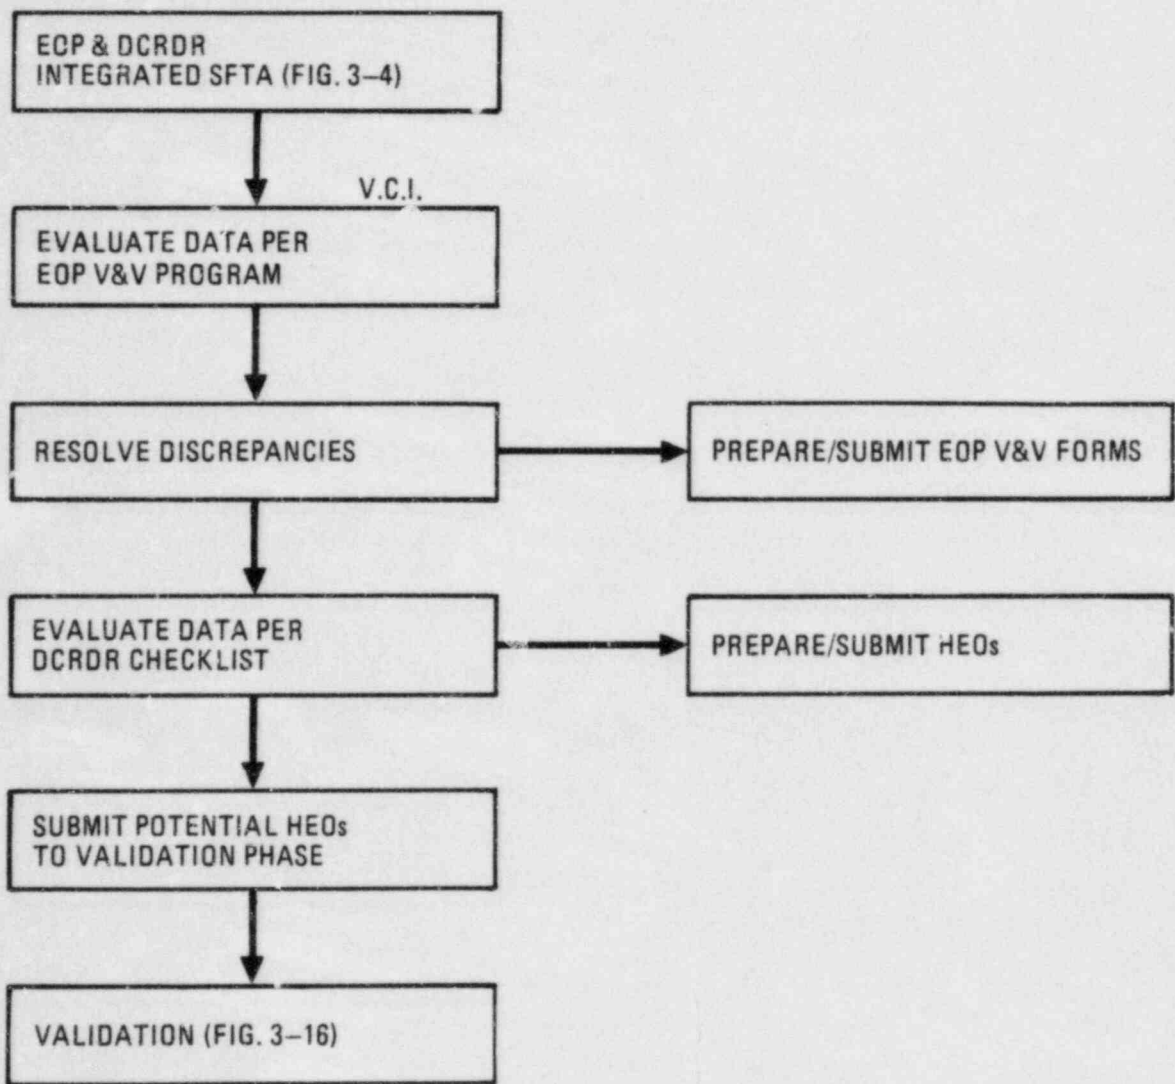 EOP & DCRDR
INTEGRATED SFTA (FIG. 3–4)
V.C.I.
EVALUATE DATA PER
EOP V&V PROGRAM
RESOLVE DISCREPANCIES
PREPARE/SUBMIT EOP V&V FORMS
EVALUATE DATA PER
DCRDR CHECKLIST
PREPARE/SUBMIT HEOs
SUBMIT POTENTIAL HEOs
TO VALIDATION PHASE
VALIDATION (FIG. 3–16)